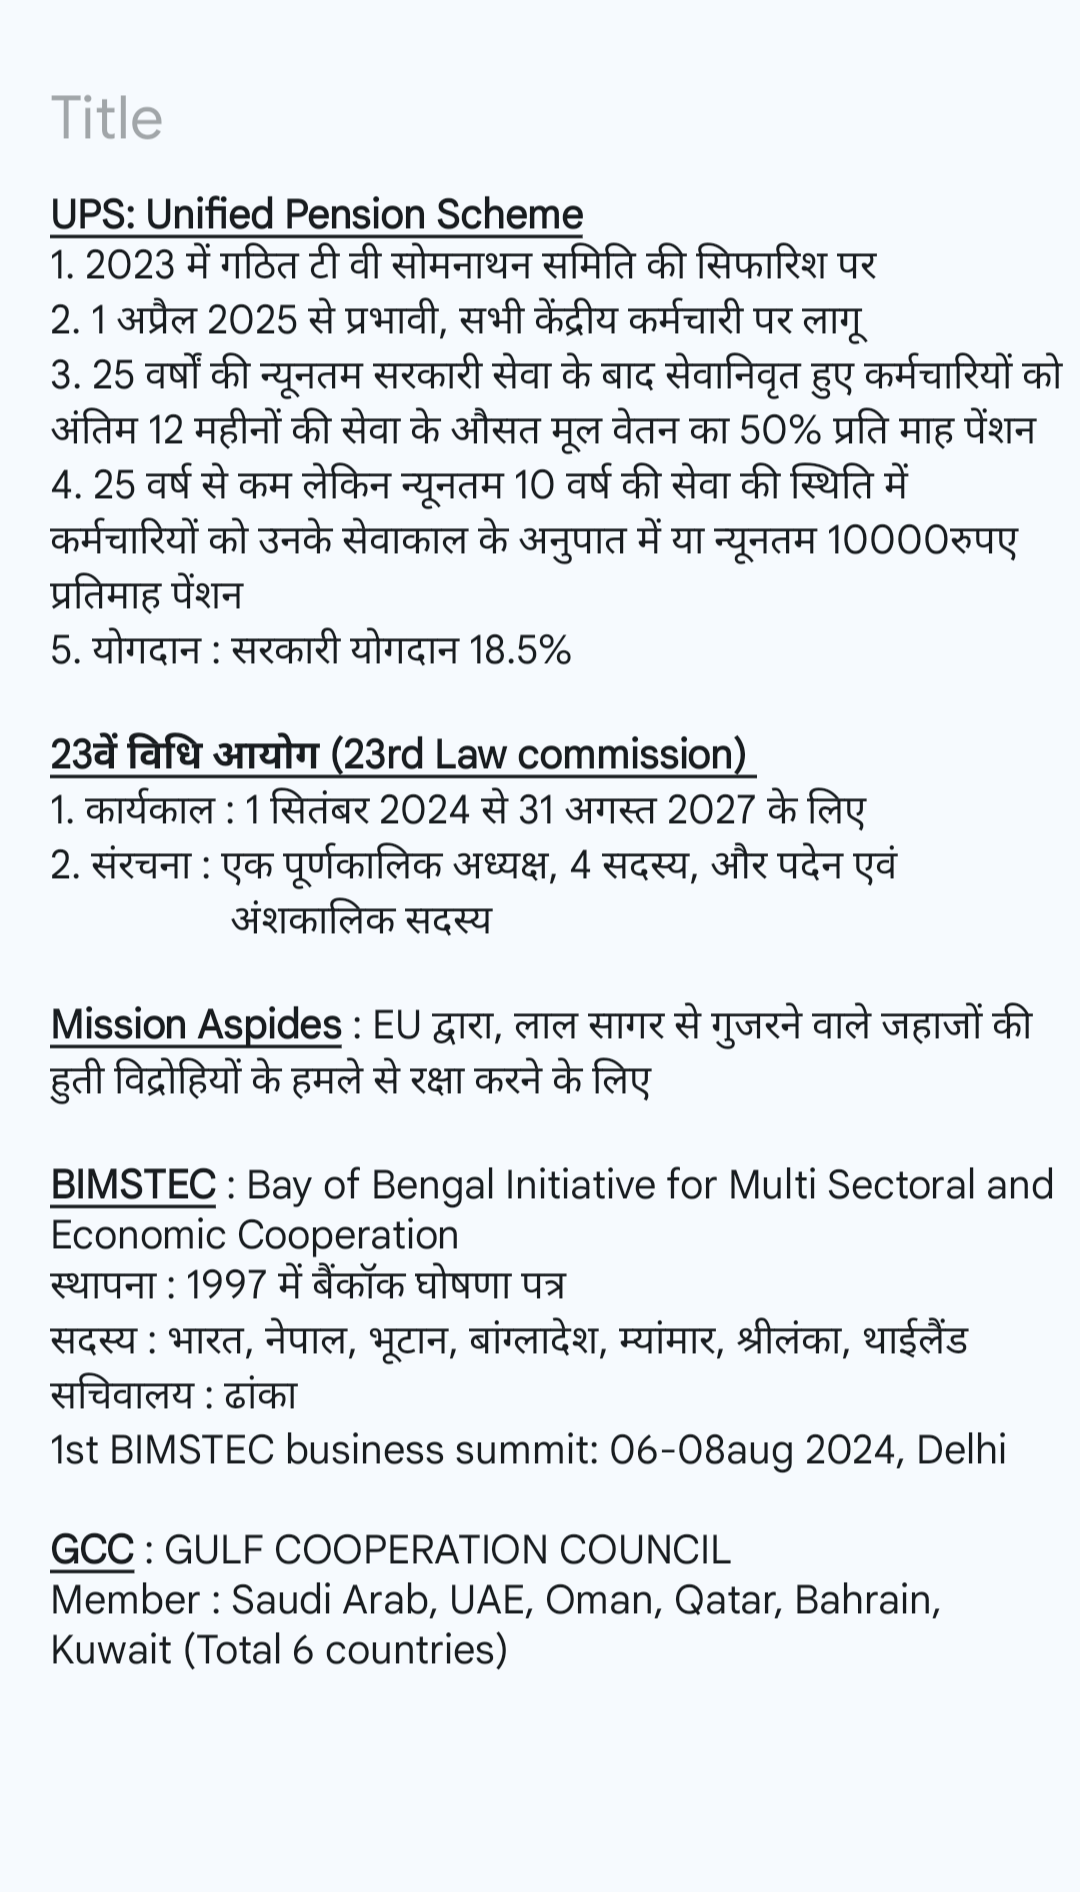 Title
UPS: Unified Pension Scheme
1. 2023 में गठित टी वी सोमनाथन समिति की सिफारिश पर
2. 1 अप्रैल 2025 से प्रभावी, सभी केंद्रीय कर्मचारी पर लागू
3. 25 वर्षों की न्यूनतम सरकारी सेवा के बाद सेवानिवृत हुए कर्मचारियों को
अंतिम 12 महीनों की सेवा के औसत मूल वेतन का 50% प्रति माह पेंशन
4. 25 वर्ष से कम लेकिन न्यूनतम 10 वर्ष की सेवा की स्थिति में
कर्मचारियों को उनके सेवाकाल के अनुपात में या न्यूनतम 10000रुपए
प्रतिमाह पेंशन
5. योगदान : सरकारी योगदान 18.5%
23वें विधि आयोग (23rd Law commission)
1. कार्यकाल : 1 सितंबर 2024 से 31 अगस्त 2027 के लिए
2. संरचना : एक पूर्णकालिक अध्यक्ष, 4 सदस्य, और पदेन एवं
अंशकालिक सदस्य
Mission Aspides : EU द्वारा, लाल सागर से गुजरने वाले जहाजों की
हुती विद्रोहियों के हमले से रक्षा करने के लिए
BIMSTEC : Bay of Bengal Initiative for Multi Sectoral and
Economic Cooperation
स्थापना : 1997 में बैंकॉक घोषणा पत्र
सदस्य : भारत, नेपाल, भूटान, बांग्लादेश, म्यांमार, श्रीलंका, थाईलैंड
सचिवालय : ढांका
1st BIMSTEC business summit: 06-08aug 2024, Delhi
GCC : GULF COOPERATION COUNCIL
Member : Saudi Arab, UAE, Oman, Qatar, Bahrain,
Kuwait (Total 6 countries)